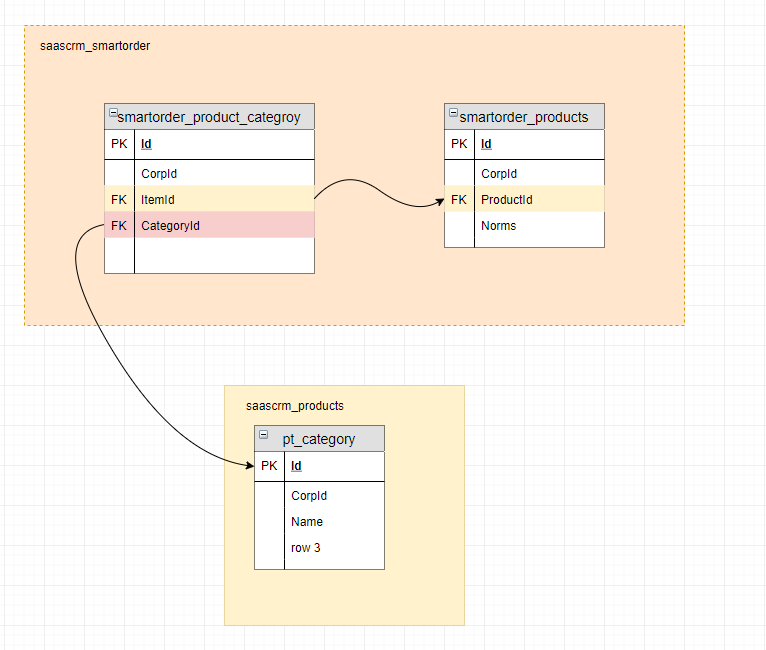 saascrm_smartorder
smartorder_product_categroy
PK Id
CorpId
FK ItemId
FK CategoryId
smartorder_products
PK Id
CorpId
FK ProductId
Norms
saascrm_products
pt_category
PK Id
CorpId
Name
row 3